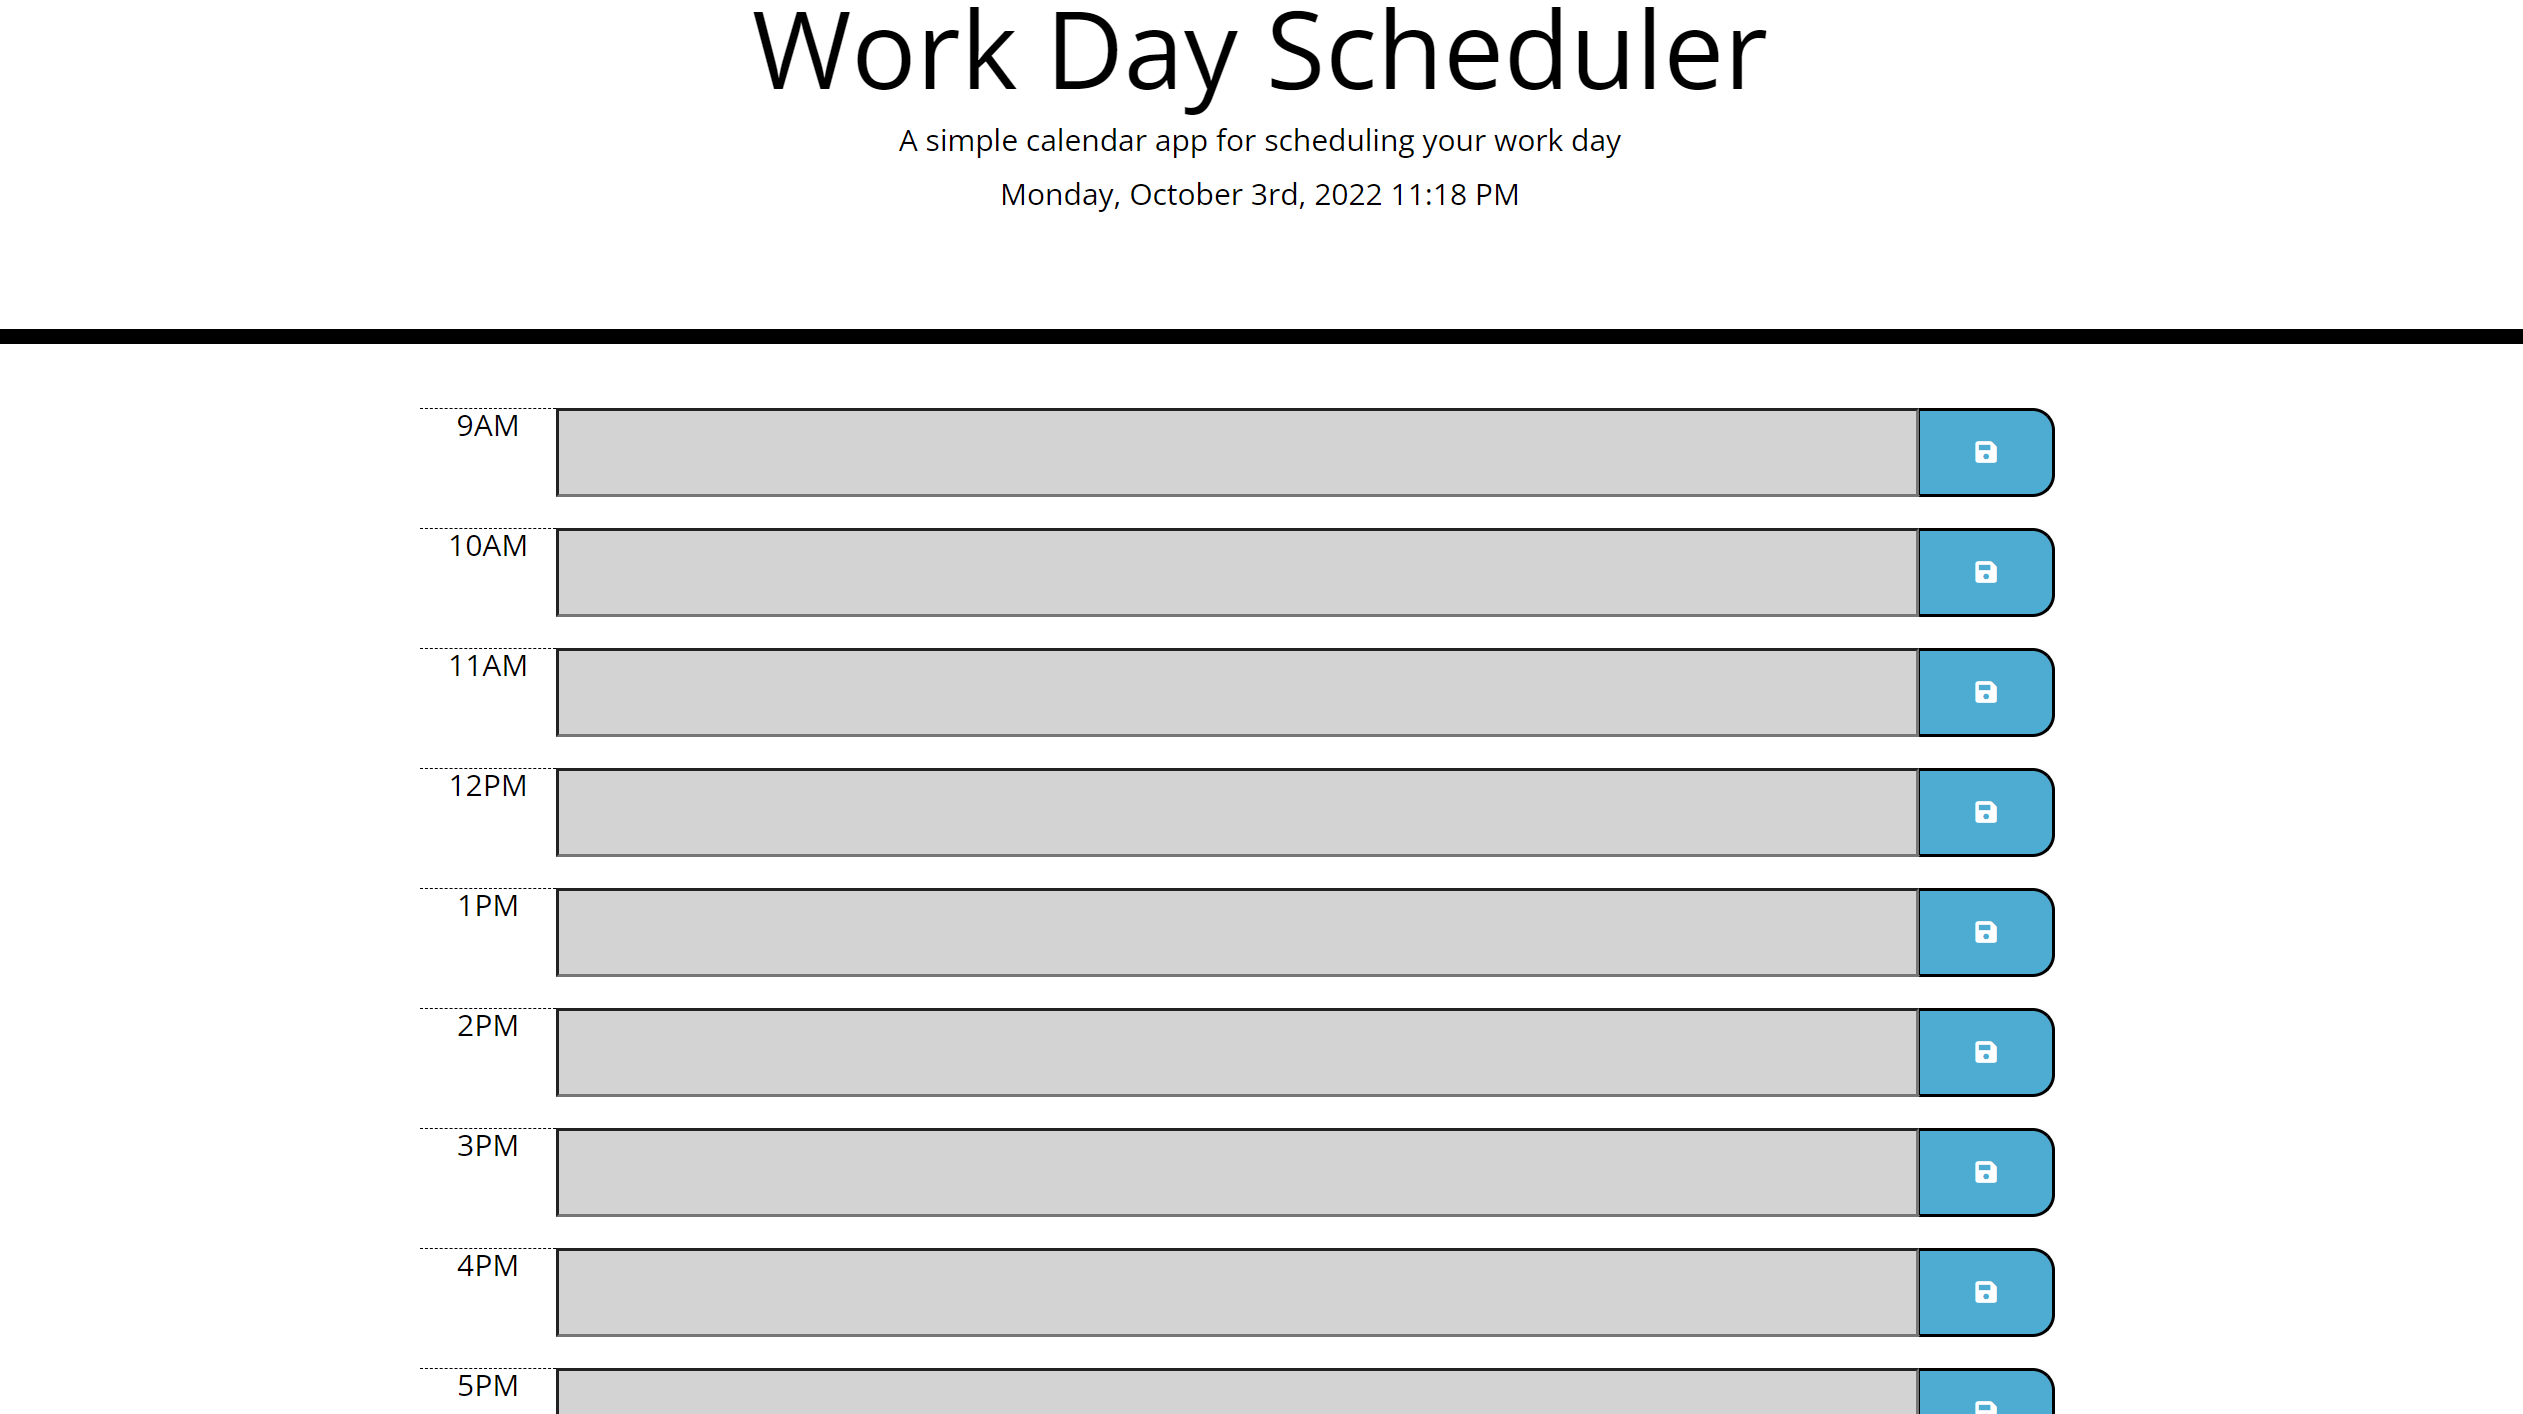 Work Day Scheduler
A simple calendar app for scheduling your work day
Monday, October 3rd, 2022 11:18 PM
9AM
10AM
11AM
12PM
1PM
2PM
3PM
4PM
5PM